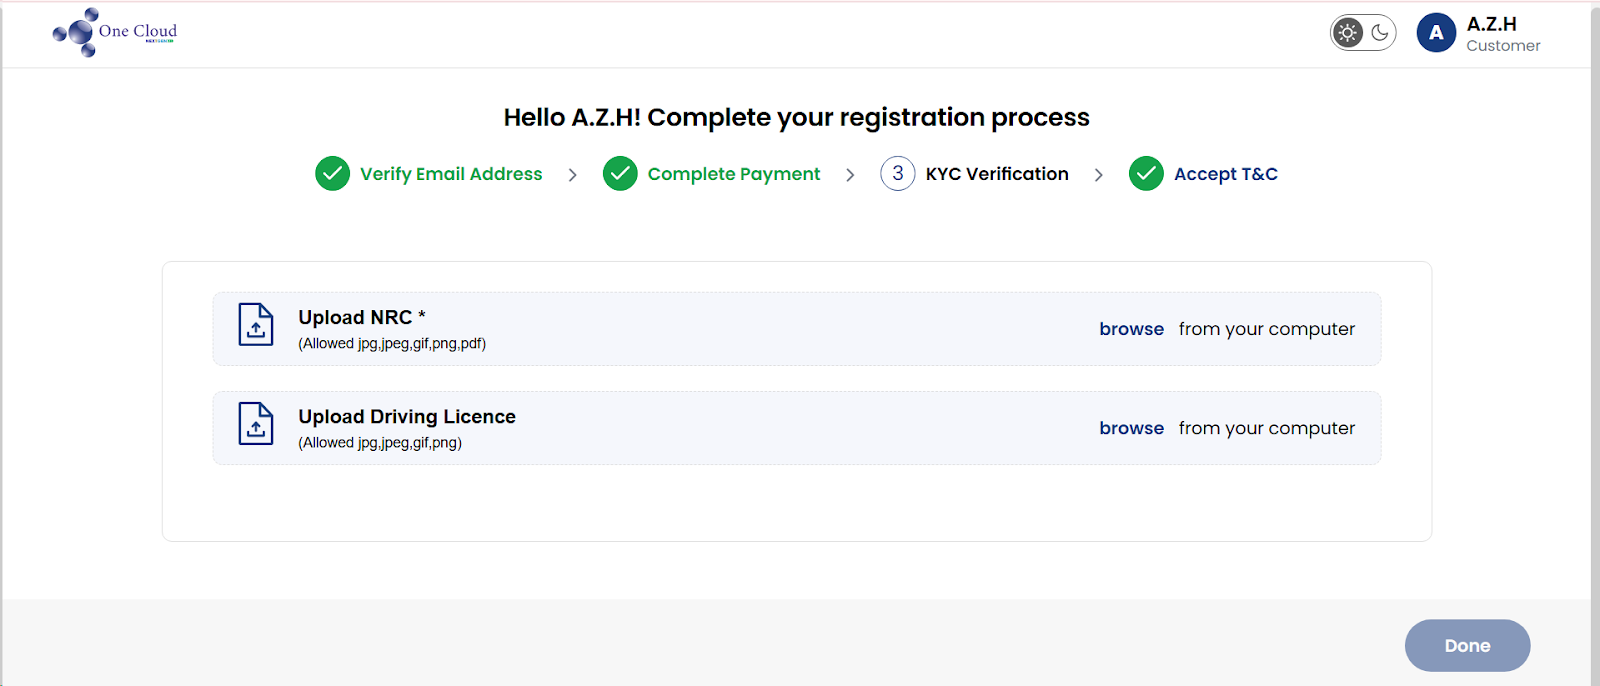 One Cloud
A
A.Z.H
Customer
Hello A.Z.H! Complete your registration process
Verify Email Address > Complete Payment > 3 KYC Verification > Accept T&C
Upload NRC *
(Allowed jpg,jpeg,gif,png,pdf)
browse from your computer
Upload Driving Licence
(Allowed jpg,jpeg,gif,png)
browse from your computer
Done